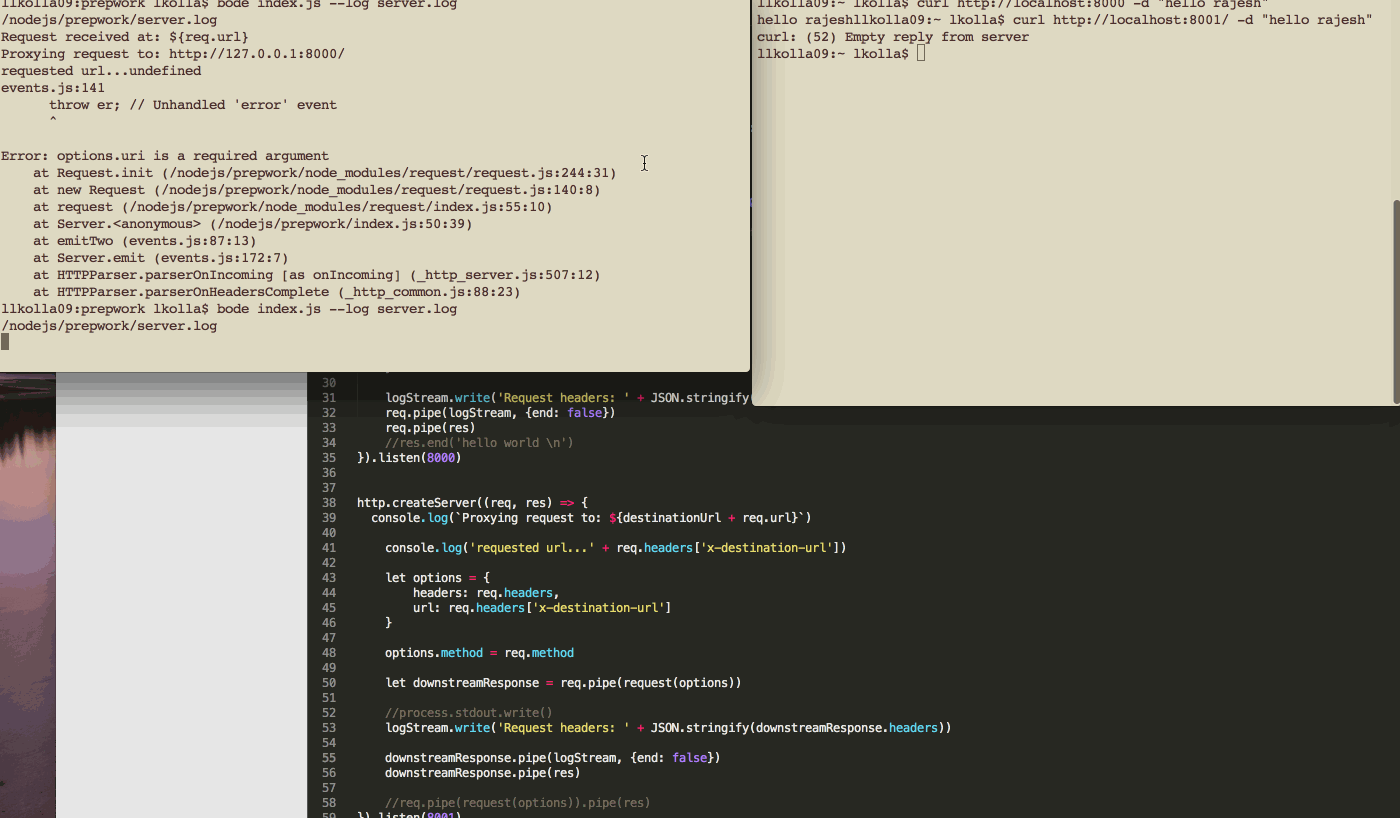 llkolla09:prepwork lkolla$ bode index.js --log server.log
/nodejs/prepwork/server.log
Request received at: ${req.url}
Proxying request to: http://127.0.0.1:8000/
requested url...undefined
events.js:141
throw er; // Unhandled 'error' event
^
Error: options.uri is a required argument
at Request.init (/nodejs/prepwork/node_modules/request/request.js:244:31)
at new Request (/nodejs/prepwork/node_modules/request/request.js:140:8)
at request (/nodejs/prepwork/node_modules/request/index.js:55:10)
at Server.<anonymous> (/nodejs/prepwork/index.js:50:39)
at emitTwo (events.js:87:13)
at Server.emit (events.js:172:7)
at HTTPParser.parserOnIncoming [as onIncoming] (_http_server.js:507:12)
at HTTPParser.parserOnHeadersComplete (_http_common.js:88:23)
llkolla09:prepwork lkolla$ bode index.js --log server.log
/nodejs/prepwork/server.log
llkolla09:~ lkolla$ curl http://localhost:8000 -d "hello rajesh"
hello rajeshllkolla09:~ lkolla$ curl http://localhost:8001/ -d "hello rajesh"
curl: (52) Empty reply from server
llkolla09:~ lkolla$
30
31 logStream.write('Request headers: ' + JSON.stringify(
32 req.pipe(logStream, {end: false})
33 req.pipe(res)
34 //res.end('hello world \n')
35 }).listen(8000)
36
37
38 http.createServer((req, res) => {
39 console.log(`Proxying request to: ${destinationUrl + req.url}`)
40
41 console.log('requested url...' + req.headers['x-destination-url'])
42
43 let options = {
44 headers: req.headers,
45 url: req.headers['x-destination-url']
46 }
47
48 options.method = req.method
49
50 let downstreamResponse = req.pipe(request(options))
51
52 //process.stdout.write()
53 logStream.write('Request headers: ' + JSON.stringify(downstreamResponse.headers))
54
55 downstreamResponse.pipe(logStream, {end: false})
56 downstreamResponse.pipe(res)
57
58 //req.pipe(request(options)).pipe(res)
59 }).listen(8001)